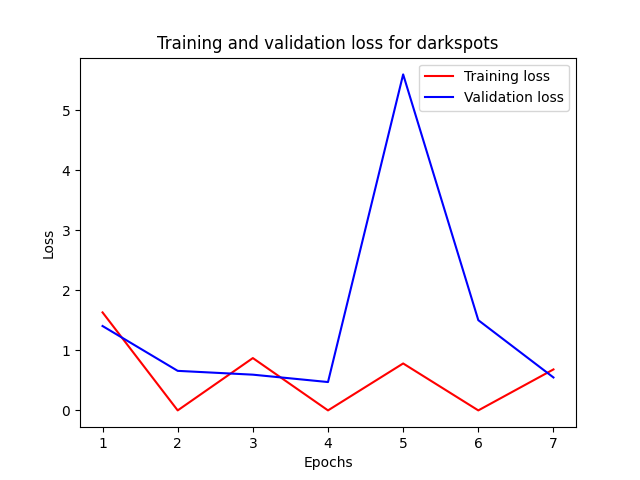 Training and validation loss for darkspots
Training loss
Validation loss
5
4
3
2
1
0
Loss
1 2 3 4 5 6 7
Epochs